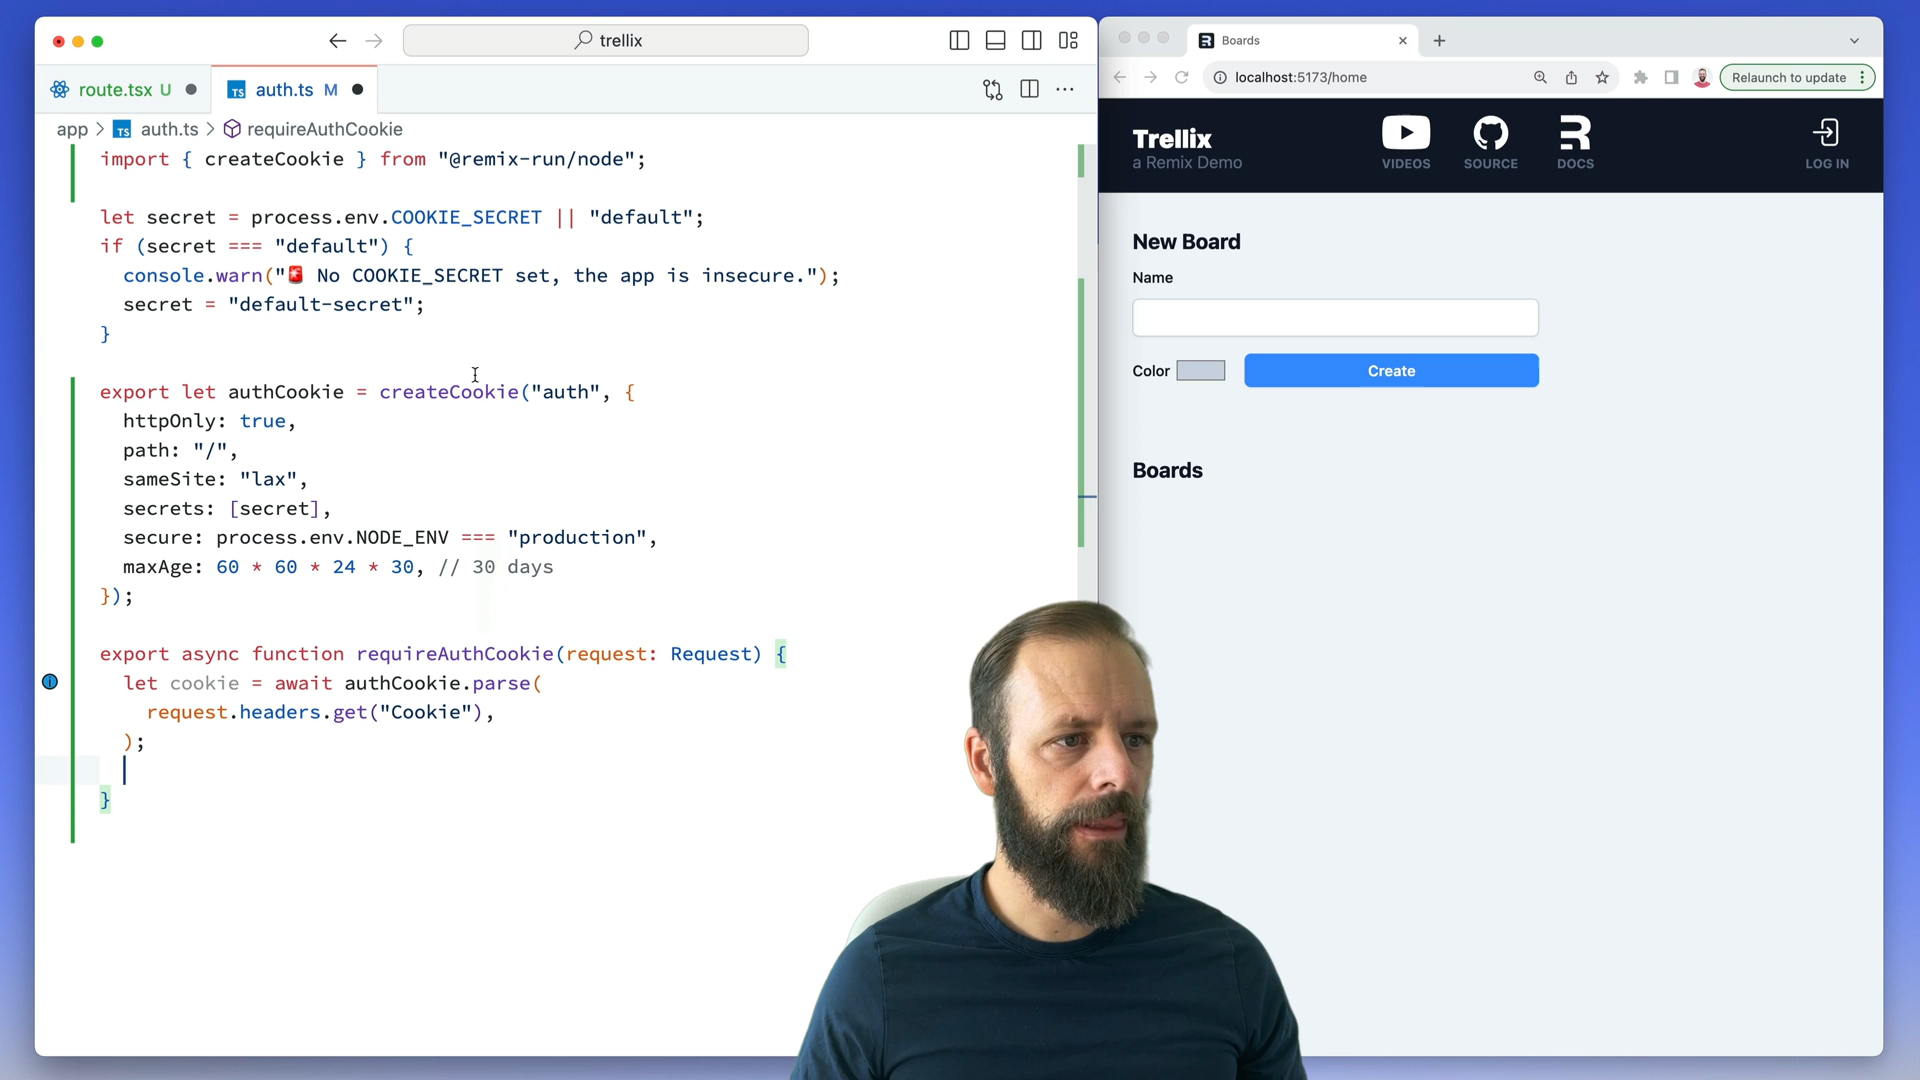 trellix
route.tsx U
auth.ts M
app > auth.ts > requireAuthCookie
import { createCookie } from "@remix-run/node";
let secret = process.env.COOKIE_SECRET || "default";
if (secret === "default") {
console.warn("🚨 No COOKIE_SECRET set, the app is insecure.");
secret = "default-secret";
}
export let authCookie = createCookie("auth", {
httpOnly: true,
path: "/",
sameSite: "lax",
secrets: [secret],
secure: process.env.NODE_ENV === "production",
maxAge: 60 * 60 * 24 * 30, // 30 days
});
export async function requireAuthCookie(request: Request) {
let cookie = await authCookie.parse(
request.headers.get("Cookie"),
);
}
Boards
localhost:5173/home
Relaunch to update
Trellix
a Remix Demo
VIDEOS
SOURCE
DOCS
LOG IN
New Board
Name
Color
Create
Boards